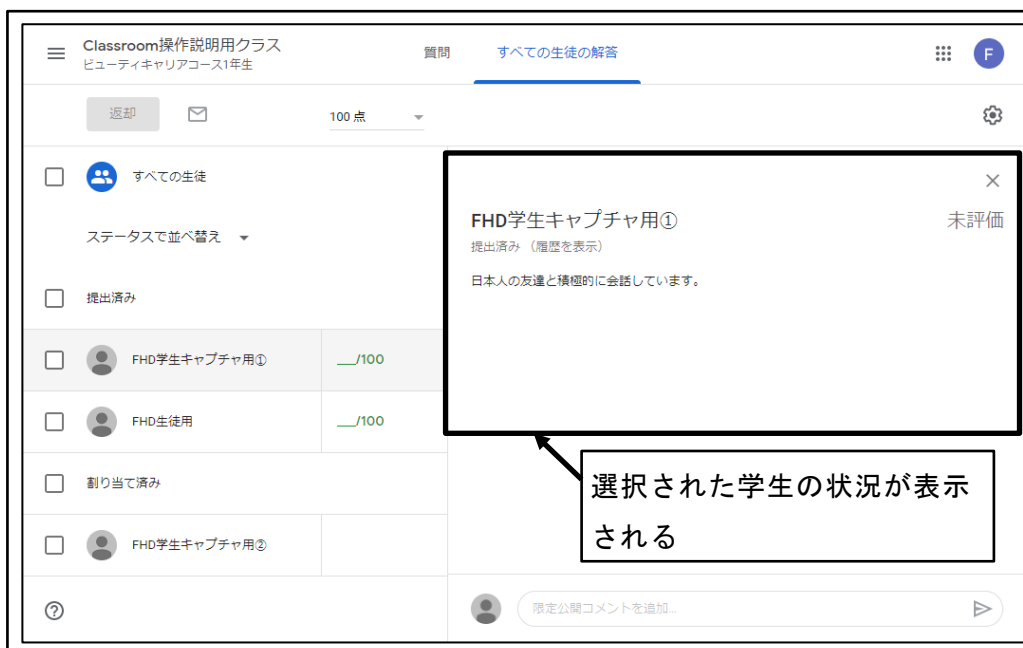 Classroom操作説明用クラス
ビューティキャリアコース1年生
質問
すべての生徒の解答
F
返却
100 点
すべての生徒
ステータスで並べ替え
提出済み
FHD学生キャプチャ用①
__/100
FHD生徒用
__/100
割り当て済み
FHD学生キャプチャ用②
FHD学生キャプチャ用①
未評価
提出済み （履歴を表示）
日本人の友達と積極的に会話しています。
選択された学生の状況が表示
される
限定公開コメントを追加...